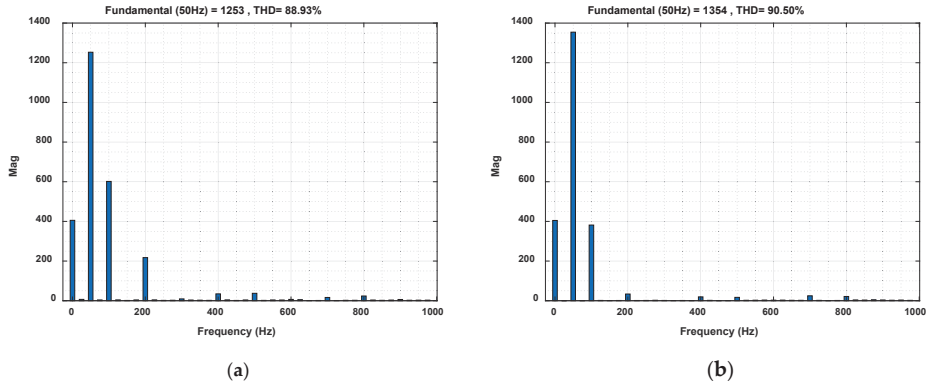 Fundamental (50Hz) = 1253 , THD= 88.93%
1400
1200
1000
800
600
400
200
0
Mag
0 200 400 600 800 1000
Frequency (Hz)
(a)
Fundamental (50Hz) = 1354 , THD= 90.50%
1400
1200
1000
800
600
400
200
0
Mag
0 200 400 600 800 1000
Frequency (Hz)
(b)